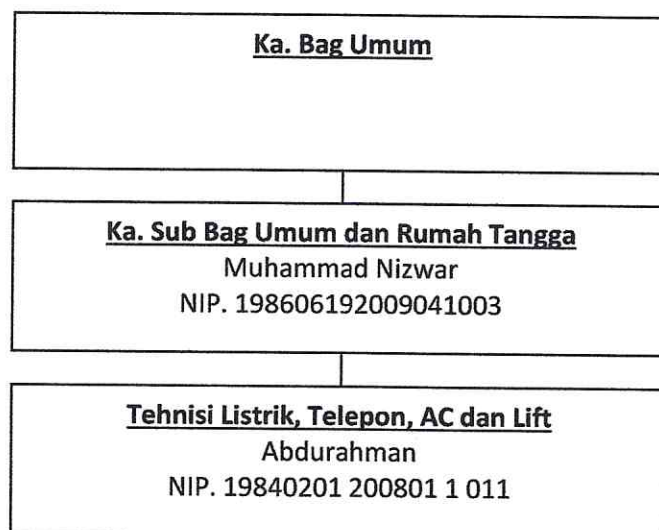 Ka. Bag Umum
Ka. Sub Bag Umum dan Rumah Tangga
Muhammad Nizwar
NIP. 198606192009041003
Tehnisi Listrik, Telepon, AC dan Lift
Abdurahman
NIP. 19840201 200801 1 011